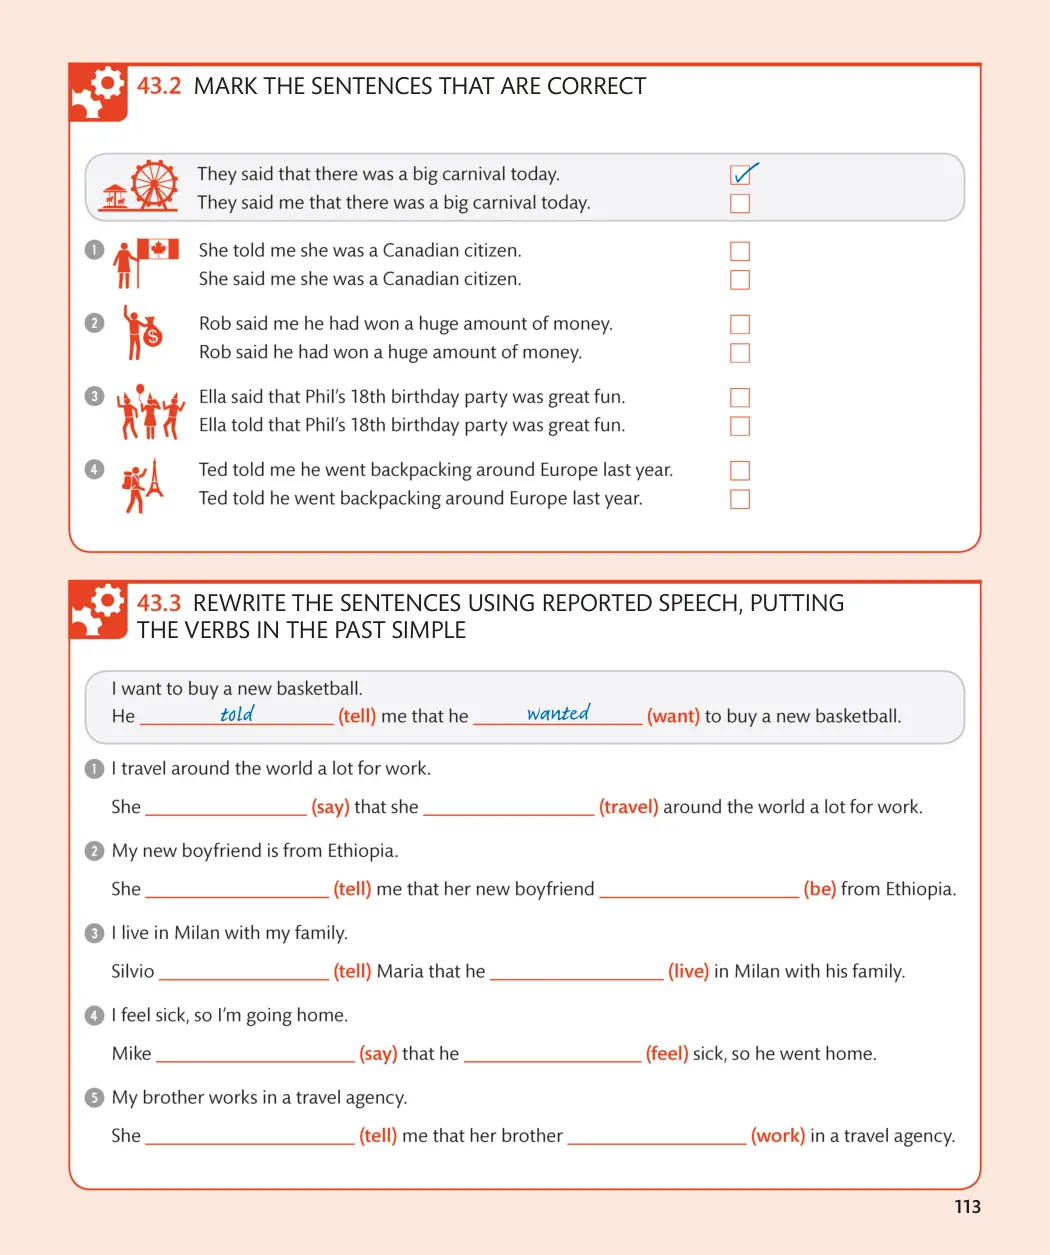 43.2 MARK THE SENTENCES THAT ARE CORRECT
They said that there was a big carnival today.
They said me that there was a big carnival today.
1 She told me she was a Canadian citizen.
She said me she was a Canadian citizen.
2 Rob said me he had won a huge amount of money.
Rob said he had won a huge amount of money.
3 Ella said that Phil’s 18th birthday party was great fun.
Ella told that Phil’s 18th birthday party was great fun.
4 Ted told me he went backpacking around Europe last year.
Ted told he went backpacking around Europe last year.
43.3 REWRITE THE SENTENCES USING REPORTED SPEECH, PUTTING
THE VERBS IN THE PAST SIMPLE
I want to buy a new basketball.
He told (tell) me that he wanted (want) to buy a new basketball.
1 I travel around the world a lot for work.
She ____ (say) that she ____ (travel) around the world a lot for work.
2 My new boyfriend is from Ethiopia.
She ____ (tell) me that her new boyfriend ____ (be) from Ethiopia.
3 I live in Milan with my family.
Silvio ____ (tell) Maria that he ____ (live) in Milan with his family.
4 I feel sick, so I’m going home.
Mike ____ (say) that he ____ (feel) sick, so he went home.
5 My brother works in a travel agency.
She ____ (tell) me that her brother ____ (work) in a travel agency.
113